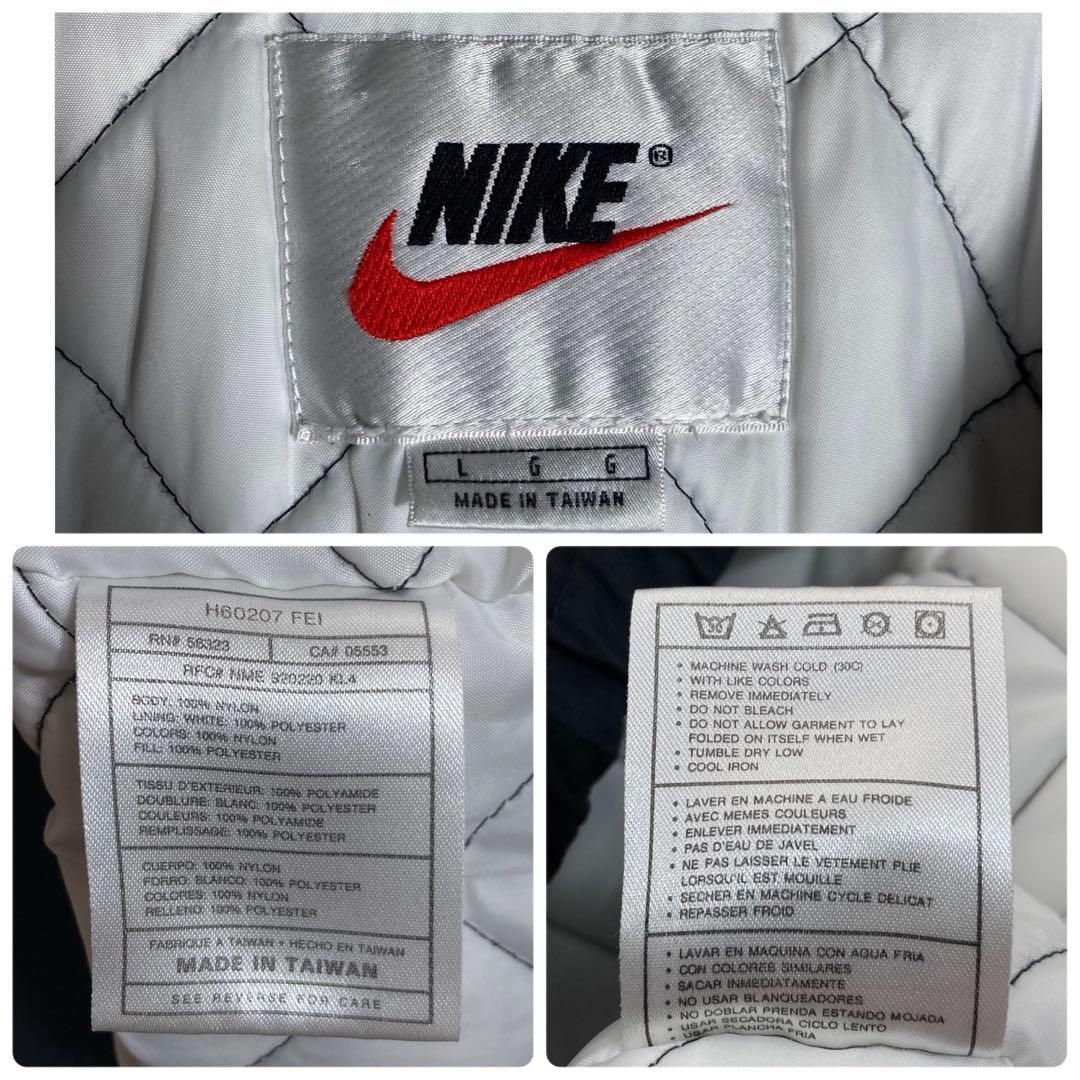 NIKE®
L G G
MADE IN TAIWAN
H60207 FEI
RN# 56323 CA# 05553
RFC# NME 920220 KL4
BODY: 100% NYLON
LINING: WHITE: 100% POLYESTER
COLORS: 100% NYLON
FILL: 100% POLYESTER
TISSU D'EXTERIEUR: 100% POLYAMIDE
DOUBLURE: BLANC: 100% POLYESTER
COULEURS: 100% POLYAMIDE
REMPLISSAGE: 100% POLYESTER
CUERPO: 100% NYLON
FORRO: BLANCO: 100% POLYESTER
COLORES: 100% NYLON
RELLENO: 100% POLYESTER
FABRIQUE A TAIWAN • HECHO EN TAIWAN
MADE IN TAIWAN
SEE REVERSE FOR CARE
30
• MACHINE WASH COLD (30C)
• WITH LIKE COLORS
• REMOVE IMMEDIATELY
• DO NOT BLEACH
• DO NOT ALLOW GARMENT TO LAY
FOLDED ON ITSELF WHEN WET
• TUMBLE DRY LOW
• COOL IRON
• LAVER EN MACHINE A EAU FROIDE
• AVEC MEMES COULEURS
• ENLEVER IMMEDIATEMENT
• PAS D'EAU DE JAVEL
• NE PAS LAISSER LE VETEMENT PLIE
LORSQU'IL EST MOUILLE
• SECHER EN MACHINE CYCLE DELICAT
• REPASSER FROID
• LAVAR EN MAQUINA CON AQUA FRIA
• CON COLORES SIMILARES
• SACAR INMEDIATAMENTE
• NO USAR BLANQUEADORES
• NO DOBLAR PRENDA ESTANDO MOJADA
• USAR SECADORA CICLO LENTO
• USAR PLANCHA FRIA